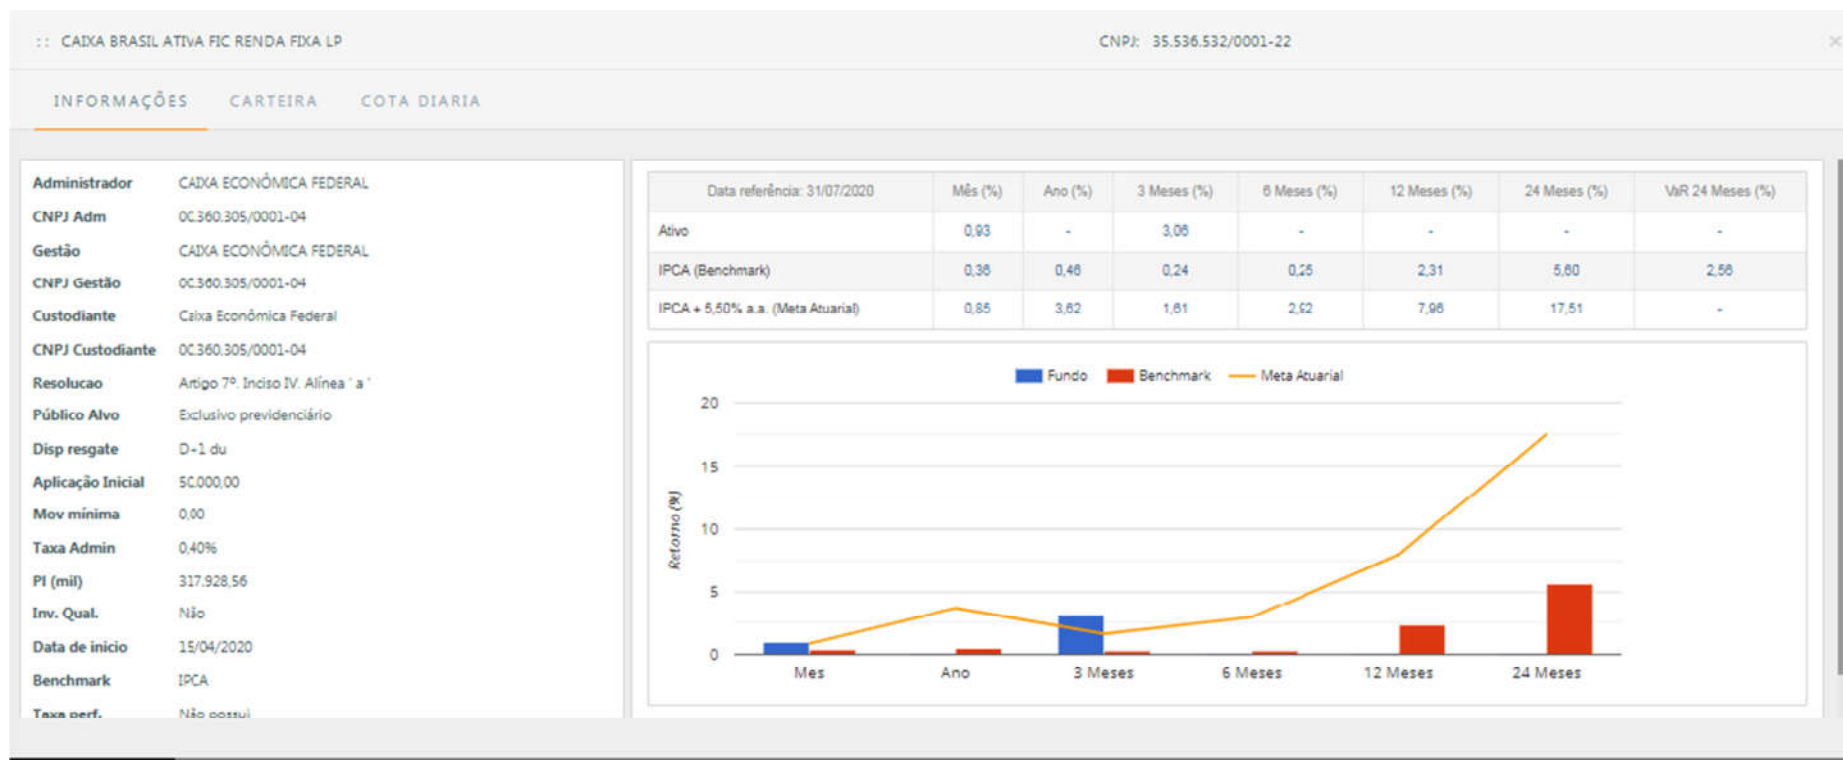 :: CAIXA BRASIL ATIVA FIC RENDA FIXA LP CNPJ: 35.536.532/0001-22 ×
INFORMAÇÕES CARTEIRA COTA DIARIA
Administrador CAIXA ECONÔMICA FEDERAL
CNPJ Adm 00.360.305/0001-04
Gestão CAIXA ECONÔMICA FEDERAL
CNPJ Gestão 00.360.305/0001-04
Custodiante Caixa Econômica Federal
CNPJ Custodiante 00.360.305/0001-04
Resolucao Artigo 7º. Inciso IV. Alínea ' a '
Público Alvo Exclusivo previdenciário
Disp resgate D+1 du
Aplicação Inicial 50.000,00
Mov mínima 0,00
Taxa Admin 0,40%
Pl (mil) 317.928,56
Inv. Qual. Não
Data de inicio 15/04/2020
Benchmark IPCA
Taxa perf. Não possui
Data referência: 31/07/2020 Mês (%) Ano (%) 3 Meses (%) 6 Meses (%) 12 Meses (%) 24 Meses (%) VaR 24 Meses (%)
Ativo 0,93 - 3,06 - - - -
IPCA (Benchmark) 0,36 0,46 0,24 0,25 2,31 5,60 2,56
IPCA + 5,50% a.a. (Meta Atuarial) 0,85 3,62 1,61 2,92 7,96 17,51 -
Fundo Benchmark Meta Atuarial
Retorno (%)
20
15
10
5
0
Mes Ano 3 Meses 6 Meses 12 Meses 24 Meses